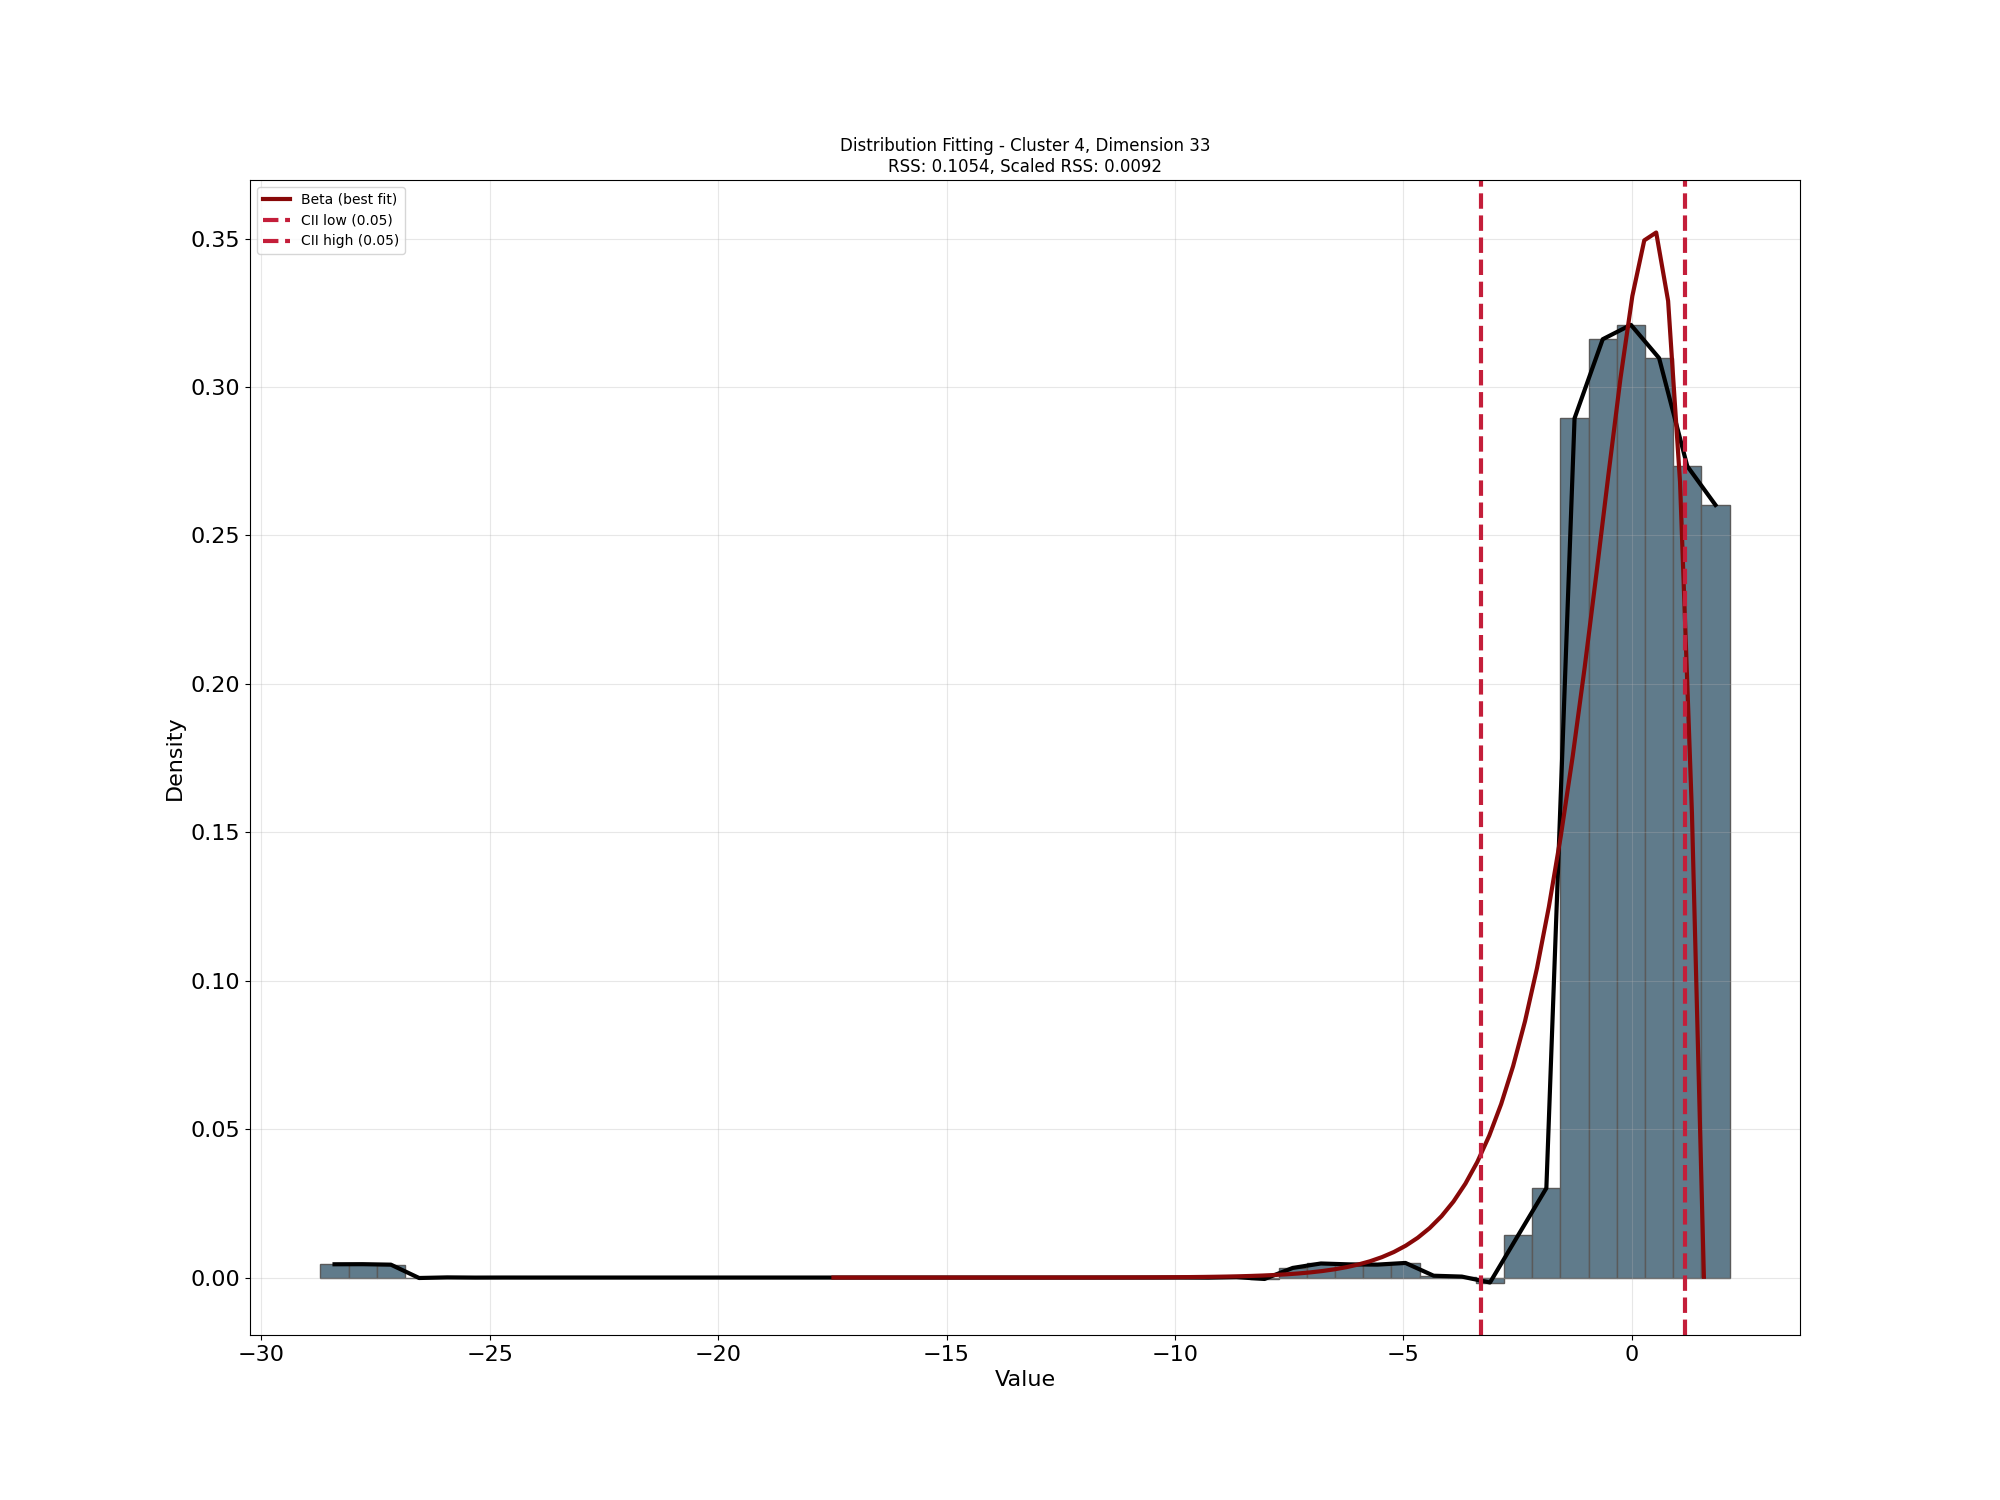 Distribution Fitting - Cluster 4, Dimension 33
RSS: 0.1054, Scaled RSS: 0.0092
Beta (best fit)
CII low (0.05)
CII high (0.05)
0.35
0.30
0.25
0.20
0.15
0.10
0.05
0.00
Density
−30 −25 −20 −15 −10 −5 0
Value